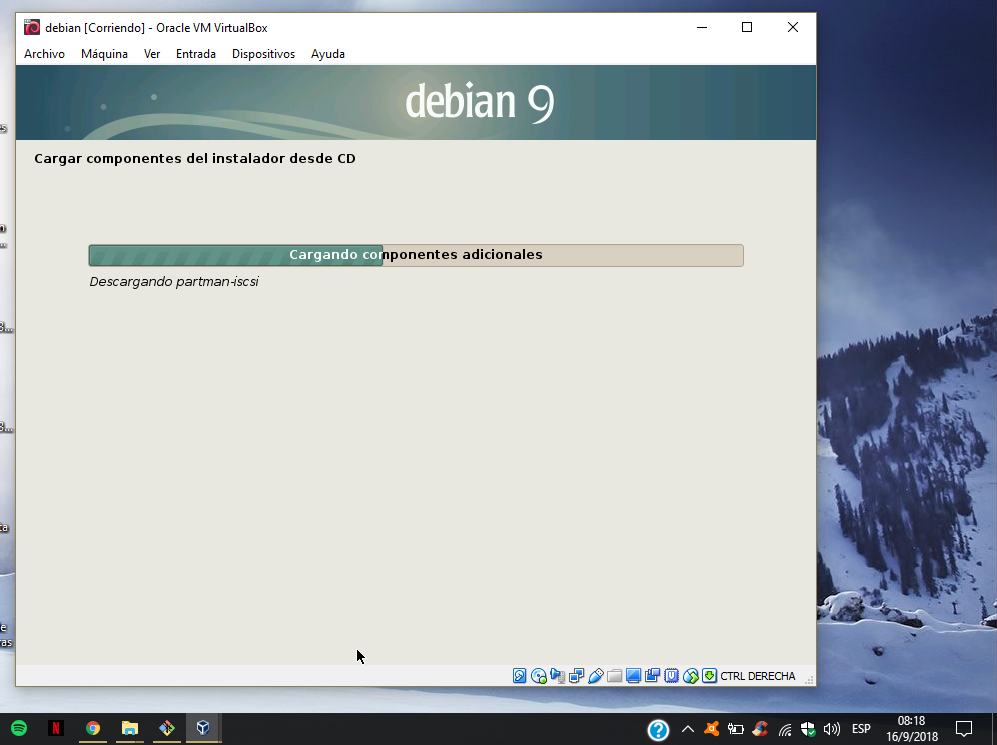 debian [Corriendo] - Oracle VM VirtualBox
Archivo Máquina Ver Entrada Dispositivos Ayuda
debian 9
Cargar componentes del instalador desde CD
Cargando componentes adicionales
Descargando partman-iscsi
CTRL DERECHA
ESP
08:18
16/9/2018